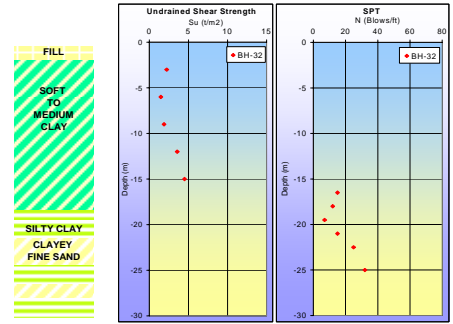 FILL
SOFT
TO
MEDIUM
CLAY
SILTY CLAY
CLAYEY
FINE SAND
Undrained Shear Strength
Su (t/m2)
0 5 10 15
0
-5
-10
-15
-20
-25
-30
Depth (m)
BH-32
SPT
N (Blows/ft)
0 20 40 60 80 100
0
-5
-10
-15
-20
-25
-30
Depth (m)
BH-32